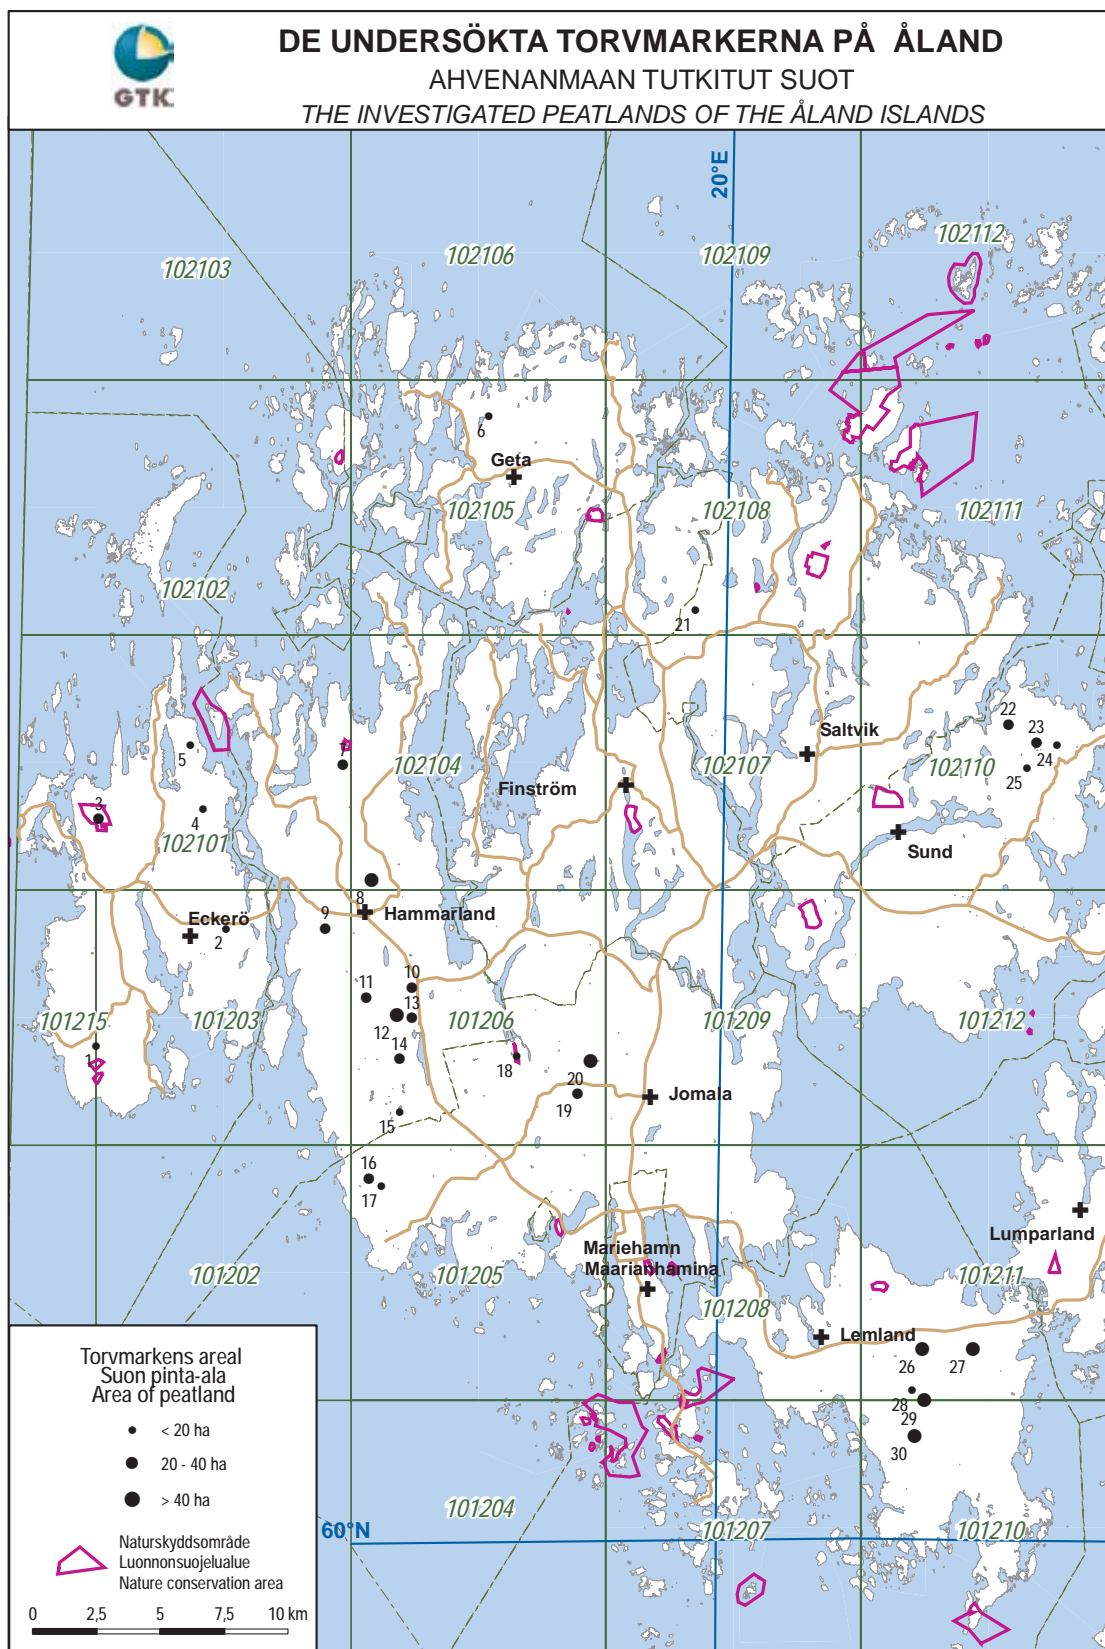 GTK
DE UNDERSÖKTA TORVMARKERNA PÅ ÅLAND
AHVENANMAAN TUTKITUT SUOT
THE INVESTIGATED PEATLANDS OF THE ÅLAND ISLANDS
20°E
102112
102103
102106
102109
6
Geta
102105
102108
102111
102102
21
22
Saltvik
23
5
7
102104
102107
102110
24
25
Finström
3
4
102101
Sund
8
Eckerö
9
Hammarland
2
10
11
13
101215
101203
12
101206
101209
101212
14
1
18
20
Jomala
19
15
16
17
Lumparland
Mariehamn
Maarianhamina
101202
101205
101211
101208
Lemland
26
27
28
29
30
101204
60°N
101207
101210
Torvmarkens areal
Suon pinta-ala
Area of peatland
< 20 ha
20 - 40 ha
> 40 ha
Naturskyddsområde
Luonnonsuojelualue
Nature conservation area
0 2,5 5 7,5 10 km